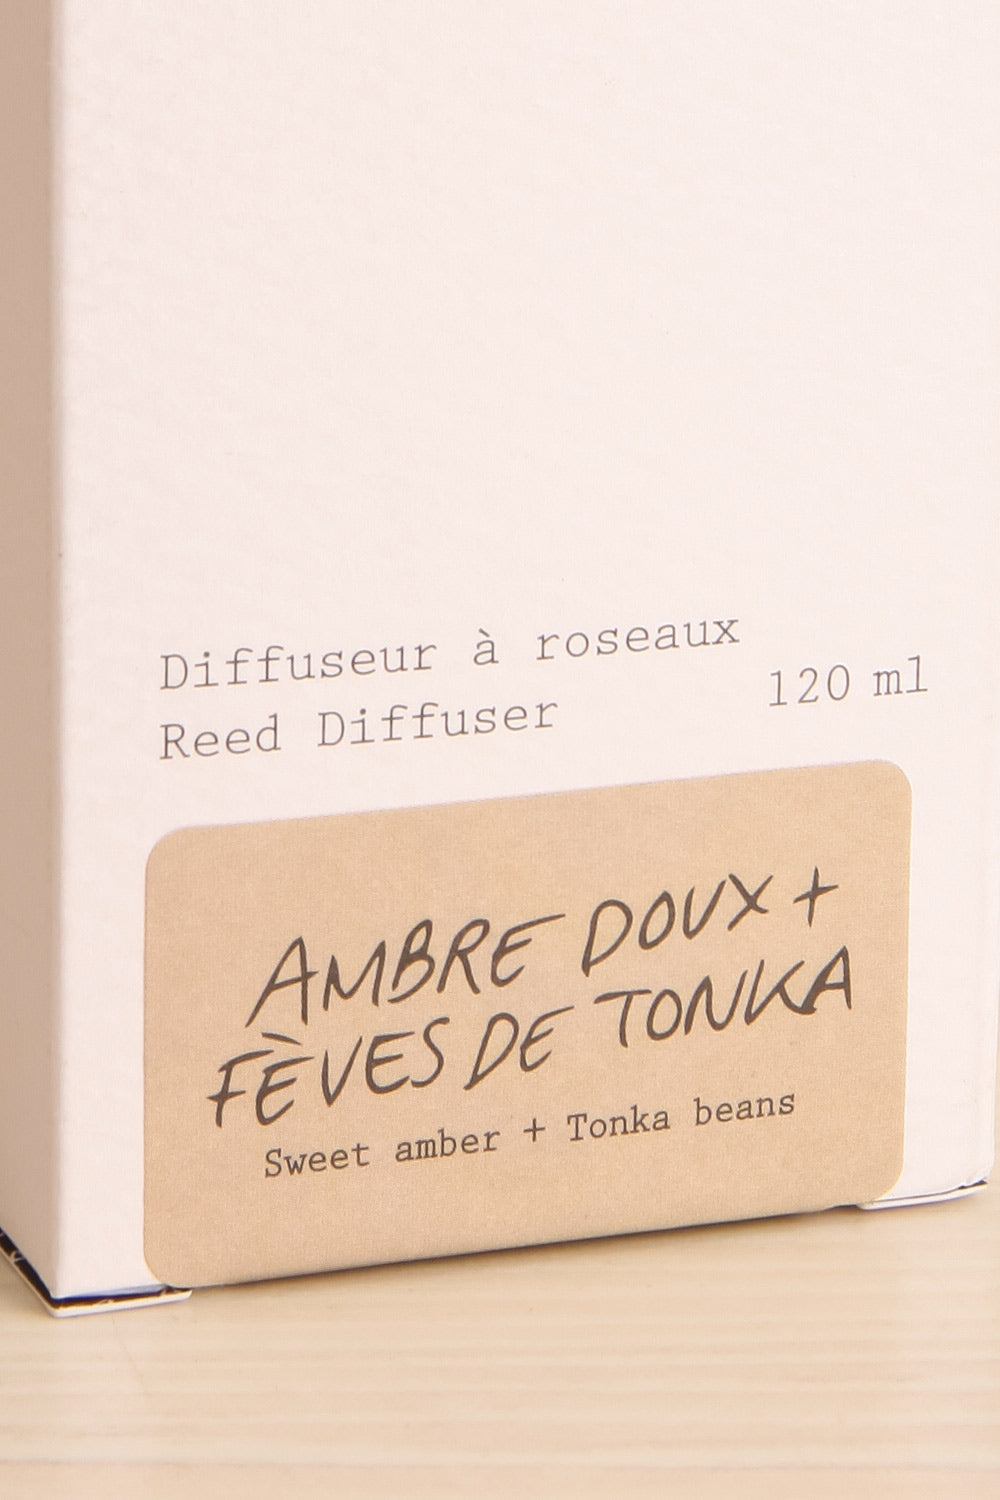 Diffuseur à roseaux
Reed Diffuser
120 ml
AMBRE DOUX +
FÈVES DE TONKA
Sweet amber + Tonka beans